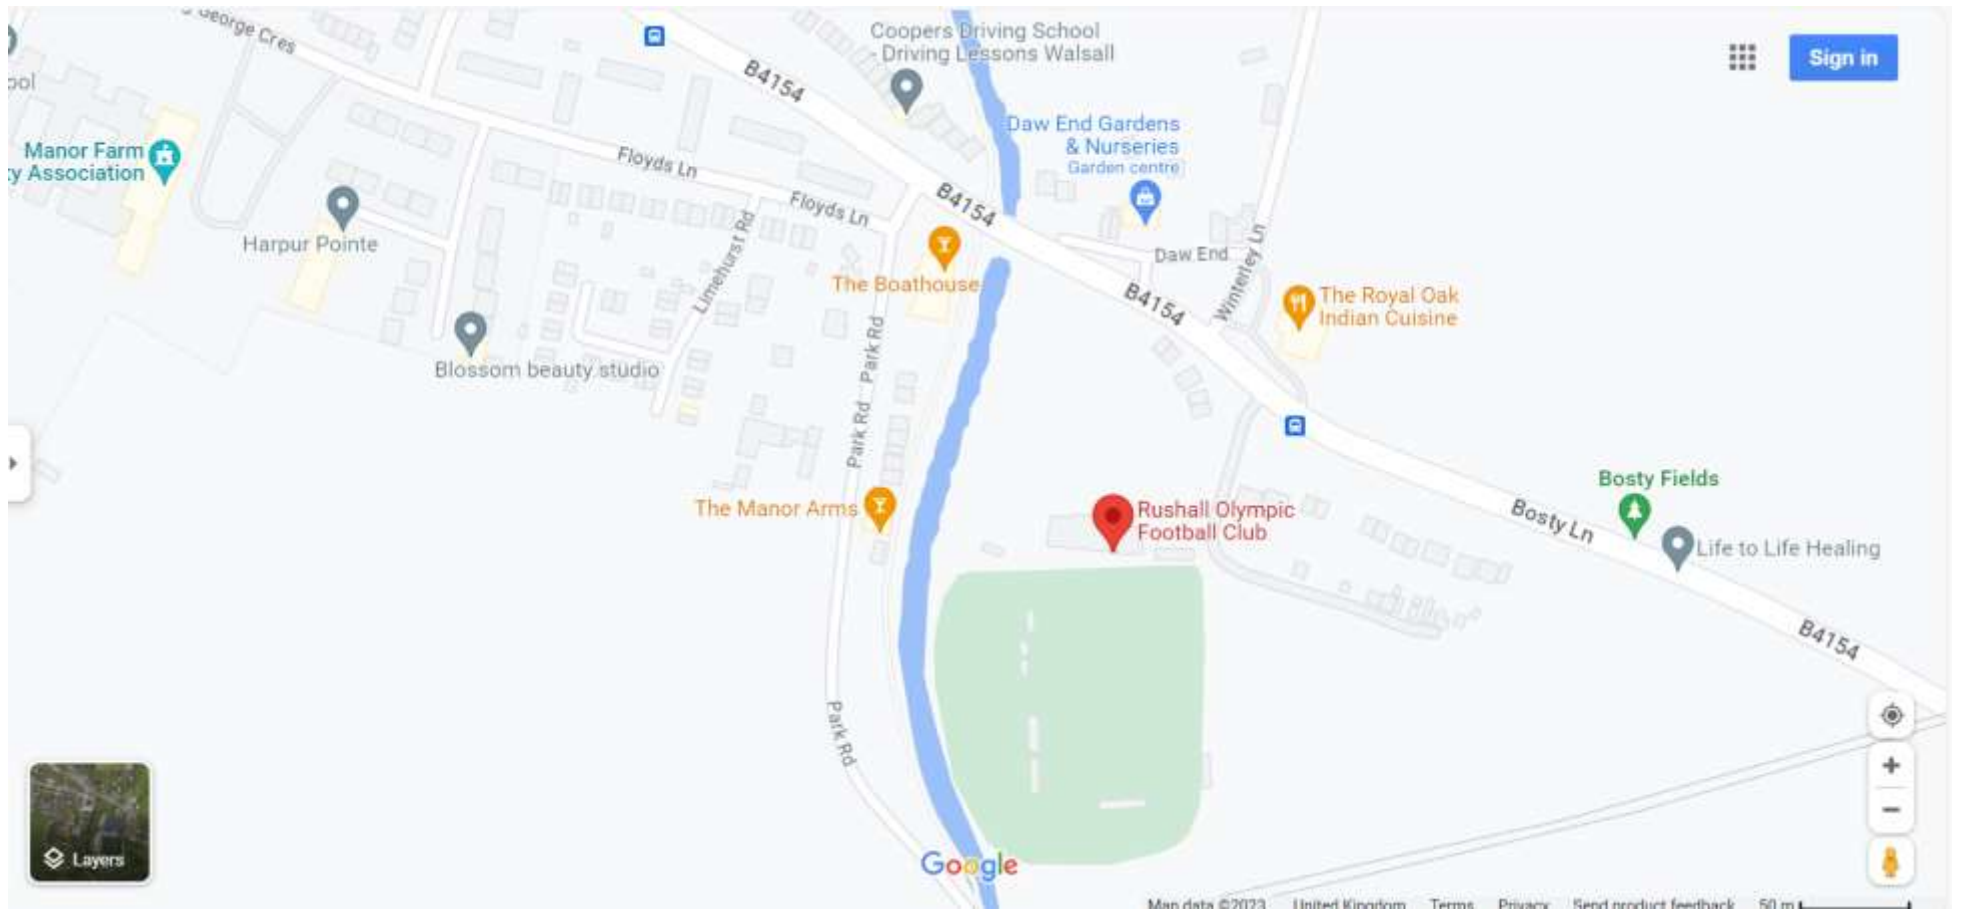 George Cres
Coopers Driving School
- Driving Lessons Walsall
Sign in
B4154
Daw End Gardens
& Nurseries
Garden centre
Manor Farm
Association
Floyds Ln
Floyds Ln
B4154
Harpur Pointe
Limehurst Rd
Daw End
Winterley Ln
The Boathouse
B4154
The Royal Oak
Indian Cuisine
Blossom beauty studio
Park Rd
Park Rd
Bosty Fields
The Manor Arms
Rushall Olympic
Football Club
Bosty Ln
Life to Life Healing
B4154
Park Rd
Layers
Google
Map data ©2023 United Kingdom Terms Privacy Send product feedback 50 m